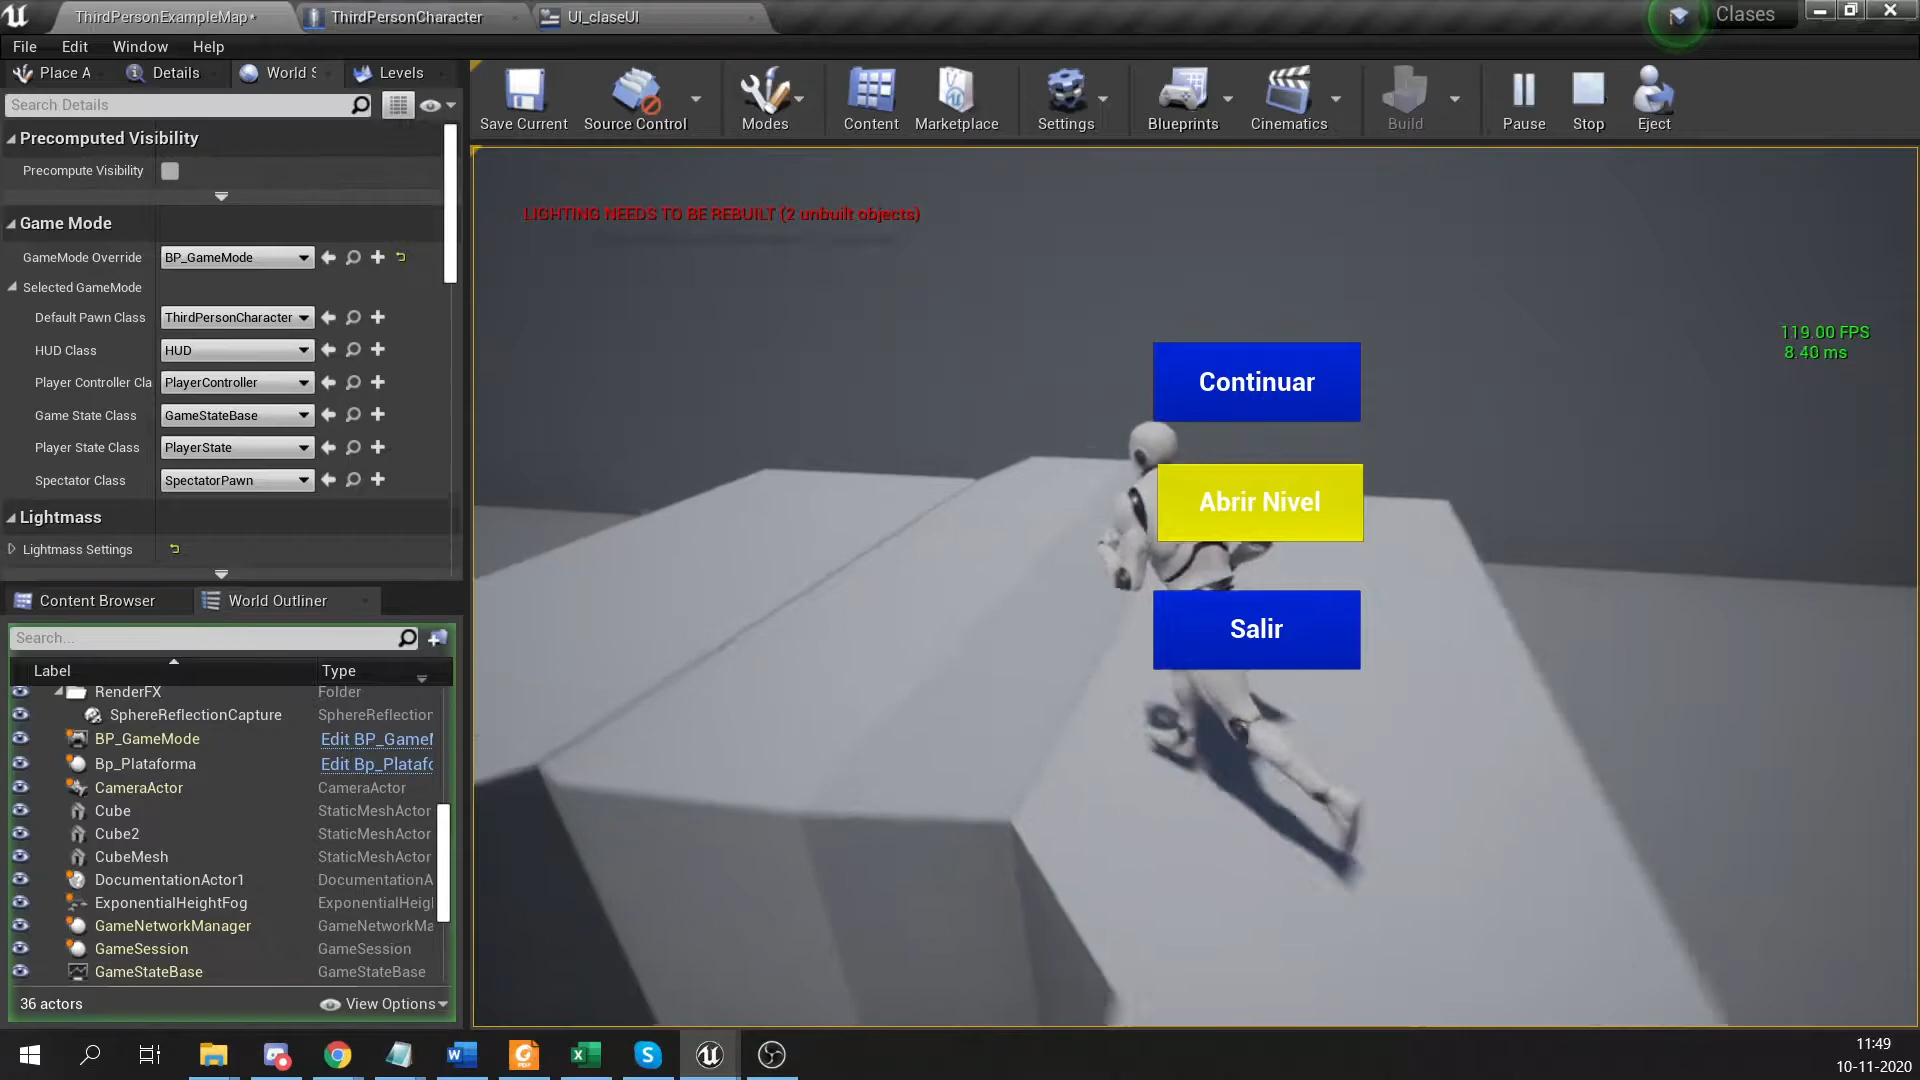 ThirdPersonExampleMap*
ThirdPersonCharacter
UI_claseUI
Clases
File Edit Window Help
Place A
Details
World S
Levels
Search Details
Save Current
Source Control
Modes
Content
Marketplace
Settings
Blueprints
Cinematics
Build
Pause
Stop
Eject
Precomputed Visibility
Precompute Visibility
Game Mode
GameMode Override BP_GameMode
Selected GameMode
Default Pawn Class ThirdPersonCharacter
HUD Class HUD
Player Controller Cla PlayerController
Game State Class GameStateBase
Player State Class PlayerState
Spectator Class SpectatorPawn
Lightmass
Lightmass Settings
LIGHTING NEEDS TO BE REBUILT (2 unbuilt objects)
119.00 FPS
8.40 ms
Continuar
Abrir Nivel
Salir
Content Browser
World Outliner
Search...
Label Type
RenderFX Folder
SphereReflectionCapture SphereReflection
BP_GameMode Edit BP_GameM
Bp_Plataforma Edit Bp_Platafo
CameraActor CameraActor
Cube StaticMeshActor
Cube2 StaticMeshActor
CubeMesh StaticMeshActor
DocumentationActor1 DocumentationA
ExponentialHeightFog ExponentialHeigh
GameNetworkManager GameNetworkMa
GameSession GameSession
GameStateBase GameStateBase
36 actors
View Options
11:49
10-11-2020